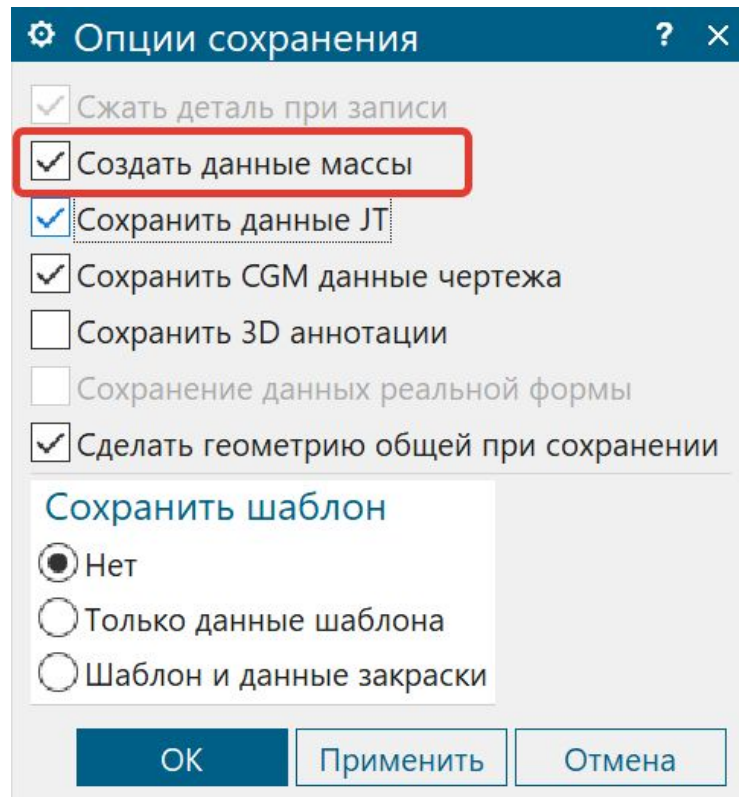 Опции сохранения ? ×
Сжать деталь при записи
Создать данные массы
Сохранить данные JT
Сохранить CGM данные чертежа
Сохранить 3D аннотации
Сохранение данных реальной формы
Сделать геометрию общей при сохранении
Сохранить шаблон
Нет
Только данные шаблона
Шаблон и данные закраски
ОК Применить Отмена